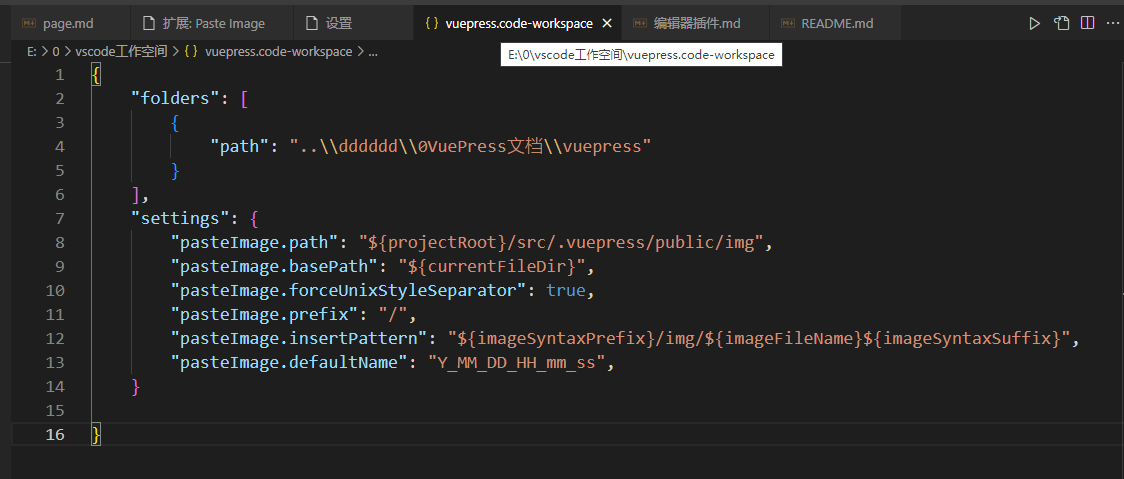 page.md 扩展: Paste Image 设置 vuepress.code-workspace 编辑器插件.md README.md
E: > 0 > vscode工作空间 > {} vuepress.code-workspace > ...
E:\0\vscode工作空间\vuepress.code-workspace
1 {
2 "folders": [
3 {
4 "path": "..\\dddddd\\0VuePress文档\\vuepress"
5 }
6 ],
7 "settings": {
8 "pasteImage.path": "${projectRoot}/src/.vuepress/public/img",
9 "pasteImage.basePath": "${currentFileDir}",
10 "pasteImage.forceUnixStyleSeparator": true,
11 "pasteImage.prefix": "/",
12 "pasteImage.insertPattern": "${imageSyntaxPrefix}/img/${imageFileName}${imageSyntaxSuffix}",
13 "pasteImage.defaultName": "Y_MM_DD_HH_mm_ss",
14 }
15
16 }